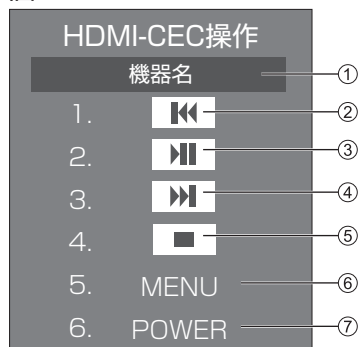 HDMI-CEC操作
機器名 ①
1. ②
2. ③
3. ④
4. ⑤
5. MENU ⑥
6. POWER ⑦